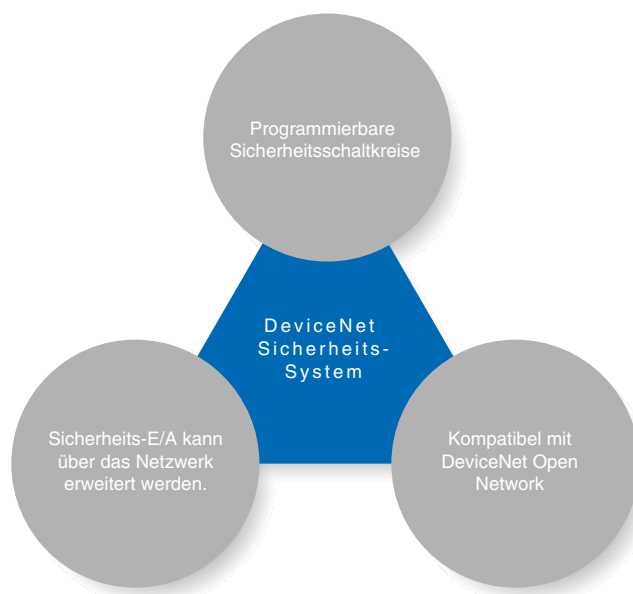 Programmierbare
Sicherheitsschaltkreise
DeviceNet
Sicherheits-
System
Sicherheits-E/A kann
über das Netzwerk
erweitert werden.
Kompatibel mit
DeviceNet Open
Network